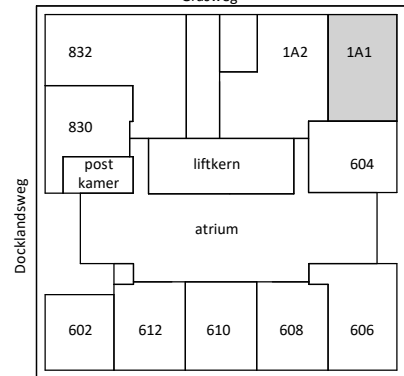 832
1A2
1A1
830
post
kamer
liftkern
604
atrium
Docklandsweg
602
612
610
608
606